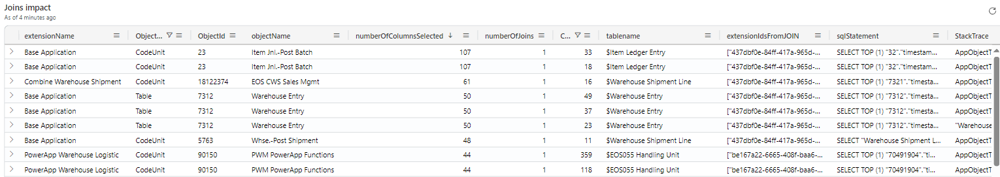 Joins impact
As of 4 minutes ago
extensionName Object... ObjectId objectName numberOfColumnsSelected numberOfJoins C... tablename extensionIdsFromJOIN sqlStatement StackTrace
Base Application CodeUnit 23 Item Jnl.-Post Batch 107 1 33 $Item Ledger Entry ["437dbf0e-84ff-417a-965d-... SELECT TOP (1) "32"."timestam... AppObjectT
Base Application CodeUnit 23 Item Jnl.-Post Batch 107 1 18 $Item Ledger Entry ["437dbf0e-84ff-417a-965d-... SELECT TOP (1) "32"."timestam... AppObjectT
Combine Warehouse Shipment CodeUnit 18122374 EOS CWS Sales Mgmt 61 1 16 $Warehouse Shipment Line ["437dbf0e-84ff-417a-965d-... SELECT TOP (1) "7321"."timesta... AppObjectT
Base Application Table 7312 Warehouse Entry 50 1 49 $Warehouse Entry ["437dbf0e-84ff-417a-965d-... SELECT TOP (1) "7312"."timesta... AppObjectT
Base Application Table 7312 Warehouse Entry 50 1 37 $Warehouse Entry ["437dbf0e-84ff-417a-965d-... SELECT TOP (1) "7312"."timesta... AppObjectT
Base Application Table 7312 Warehouse Entry 50 1 23 $Warehouse Entry ["437dbf0e-84ff-417a-965d-... SELECT TOP (1) "7312"."timesta... "Warehouse
Base Application CodeUnit 5763 Whse.-Post Shipment 48 1 11 $Warehouse Shipment Line ["437dbf0e-84ff-417a-965d-... SELECT "Warehouse Shipment L... AppObjectT
PowerApp Warehouse Logistic CodeUnit 90150 PWM PowerApp Functions 44 1 359 $EOS055 Handling Unit ["be167a22-6665-408f-baa6-... SELECT TOP (1) "70491904"."ti... AppObjectT
PowerApp Warehouse Logistic CodeUnit 90150 PWM PowerApp Functions 44 1 118 $EOS055 Handling Unit ["be167a22-6665-408f-baa6-... SELECT TOP (1) "70491904"."ti... AppObjectT